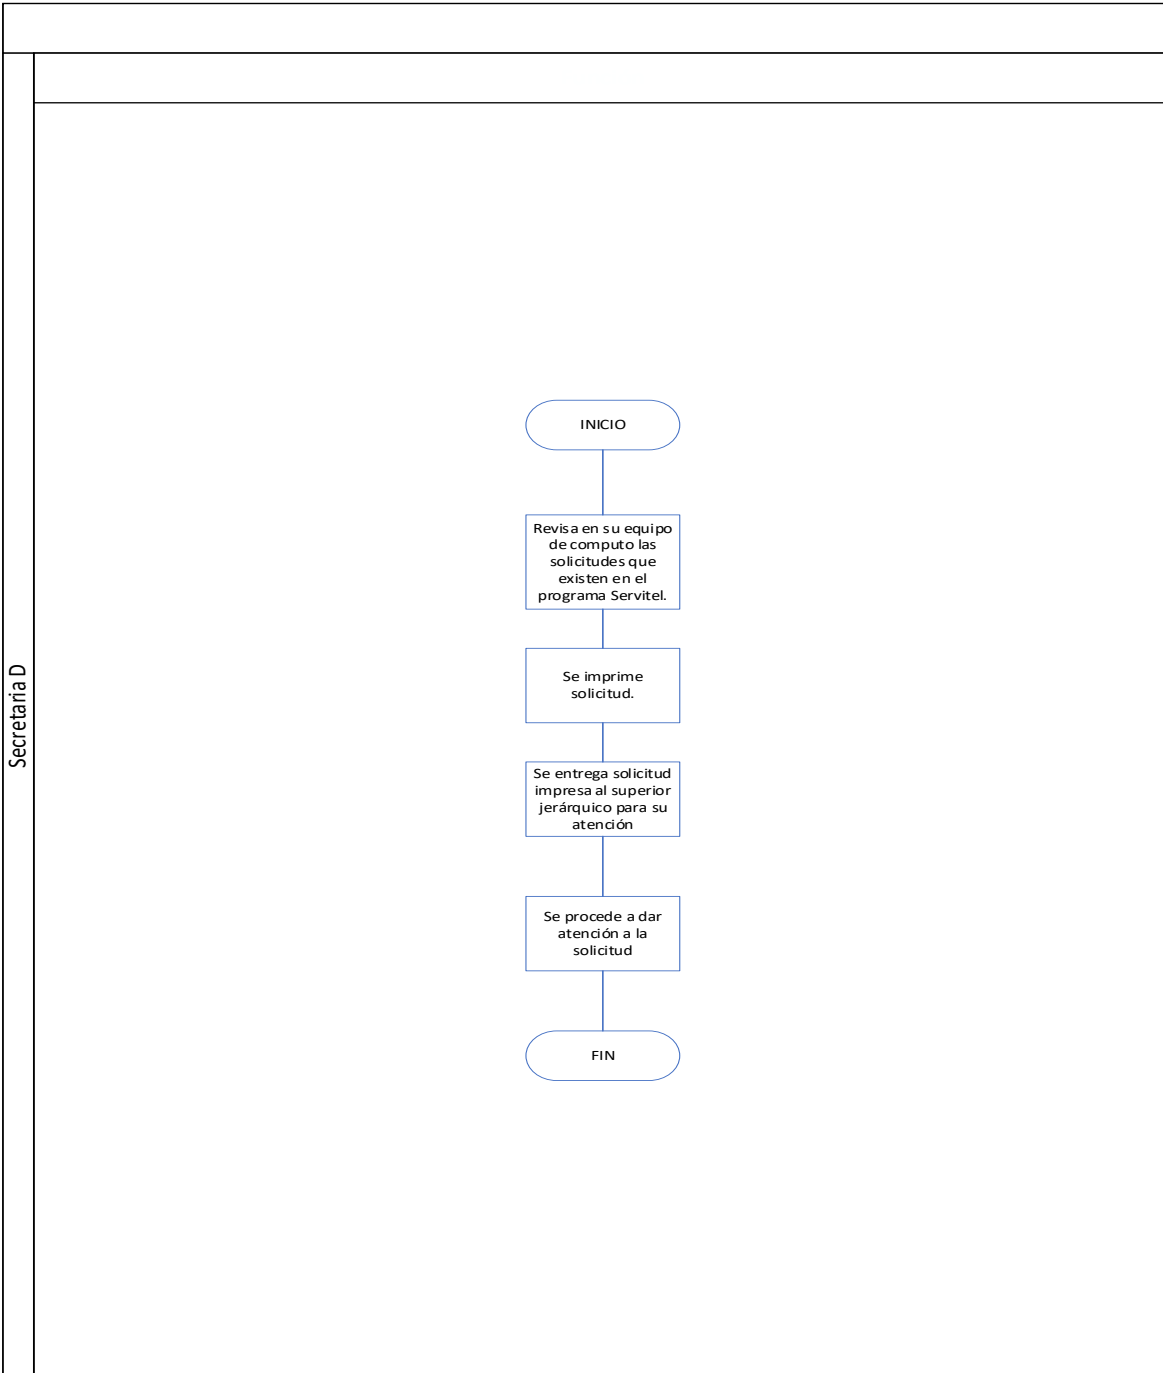 INICIO
Revisa en su equipo
de computo las
solicitudes que
existen en el
programa Servitel.
Se imprime
solicitud.
Secretaria D
Se entrega solicitud
impresa al superior
jerárquico para su
atención
Se procede a dar
atención a la
solicitud
FIN